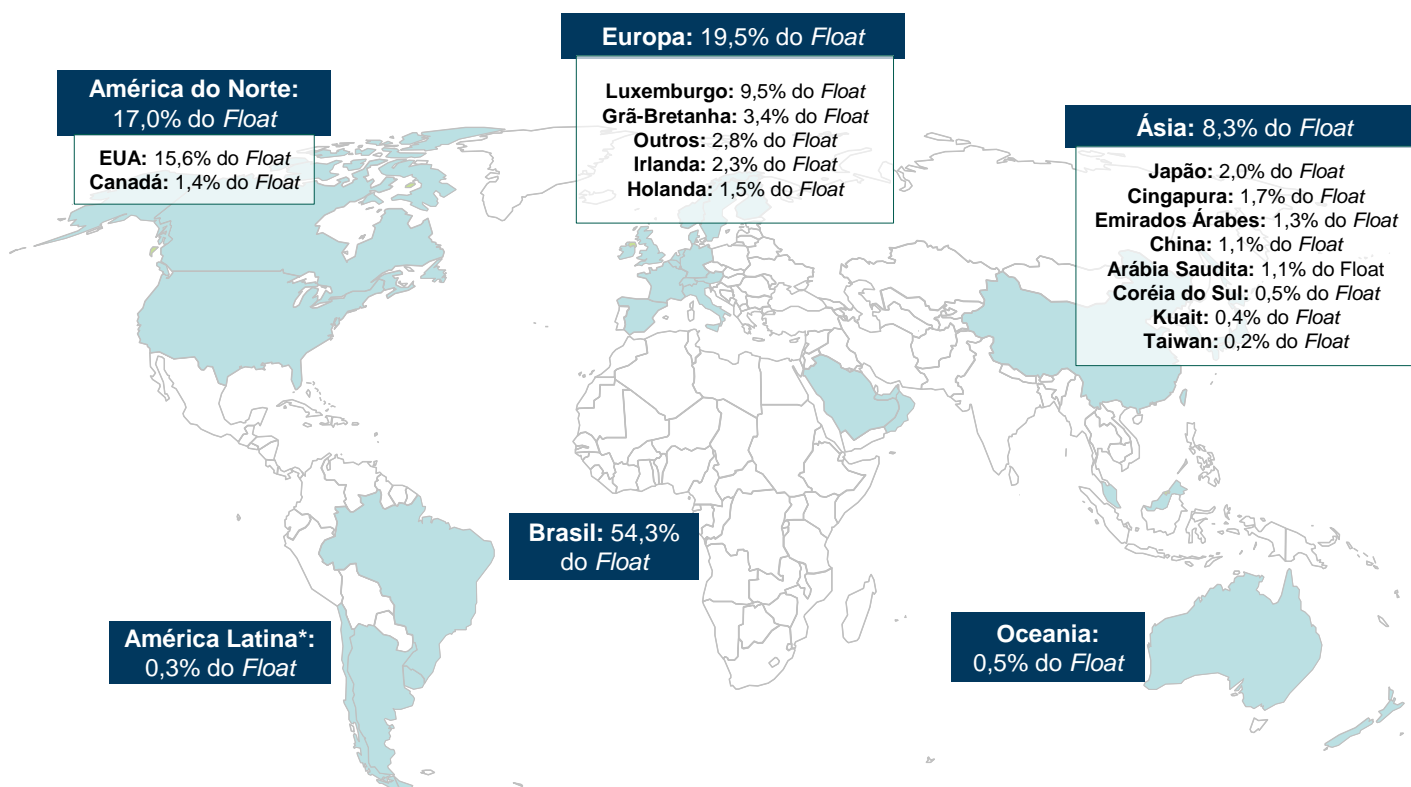 Europa: 19,5% do Float
Luxemburgo: 9,5% do Float
Grã-Bretanha: 3,4% do Float
Outros: 2,8% do Float
Irlanda: 2,3% do Float
Holanda: 1,5% do Float
América do Norte:
17,0% do Float
EUA: 15,6% do Float
Canadá: 1,4% do Float
Ásia: 8,3% do Float
Japão: 2,0% do Float
Cingapura: 1,7% do Float
Emirados Árabes: 1,3% do Float
China: 1,1% do Float
Arábia Saudita: 1,1% do Float
Coréia do Sul: 0,5% do Float
Kuait: 0,4% do Float
Taiwan: 0,2% do Float
Brasil: 54,3%
do Float
América Latina*:
0,3% do Float
Oceania:
0,5% do Float